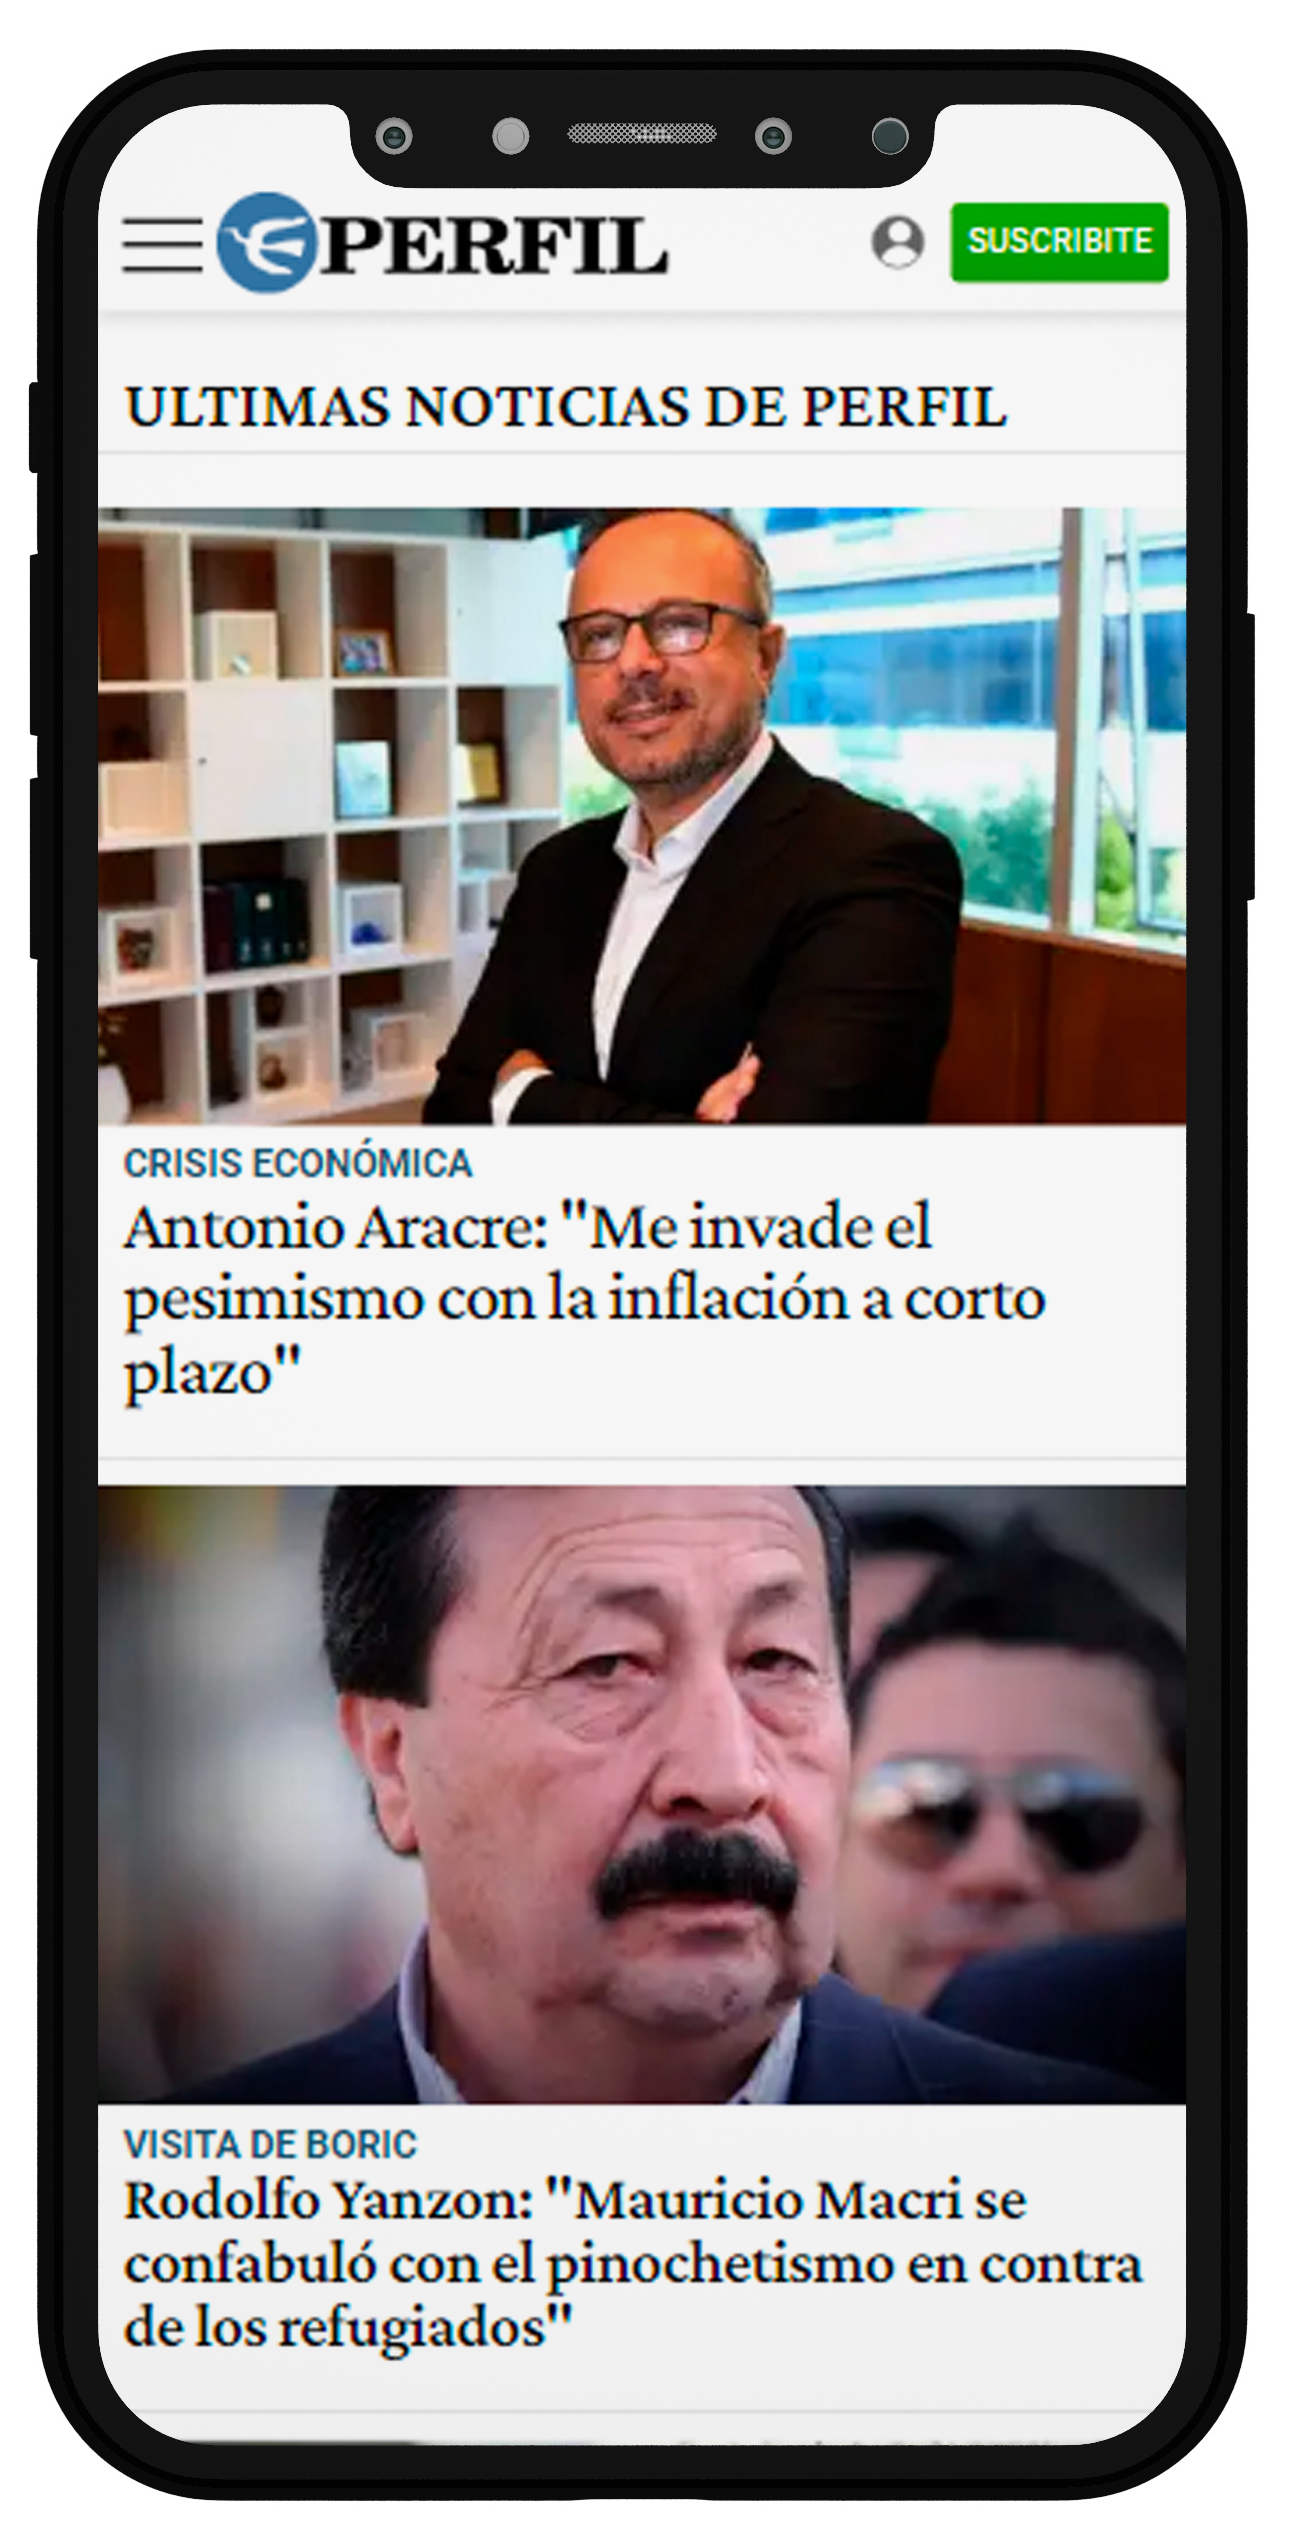 PERFIL
SUSCRIBITE
ULTIMAS NOTICIAS DE PERFIL
CRISIS ECONÓMICA
Antonio Aracre: "Me invade el
pesimismo con la inflación a corto
plazo"
VISITA DE BORIC
Rodolfo Yanzon: "Mauricio Macri se
confabuló con el pinochetismo en contra
de los refugiados"